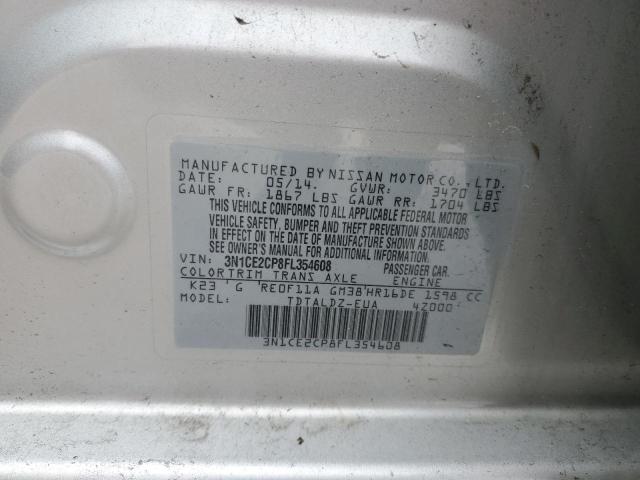 MANUFACTURED BY NISSAN MOTOR CO., LTD.
DATE: 05/14. GVWR: 3470 LBS
GAWR FR: 1867 LBS GAWR RR: 1704 LBS
THIS VEHICLE CONFORMS TO ALL APPLICABLE FEDERAL MOTOR
VEHICLE SAFETY, BUMPER AND THEFT PREVENTION STANDARDS
IN EFFECT ON THE DATE OF MANUFACTURE SHOWN ABOVE.
SEE OWNER'S MANUAL FOR ADDITIONAL INFORMATION
VIN: 3N1CE2CP8FL354608 PASSENGER CAR.
COLOR TRIM TRANS AXLE ENGINE
K23 'G 'RE0F11A GM38'HR16DE 1598 CC
MODEL: TDTALDZ-EUA 4Z000'
3N1CE2CP8FL354608